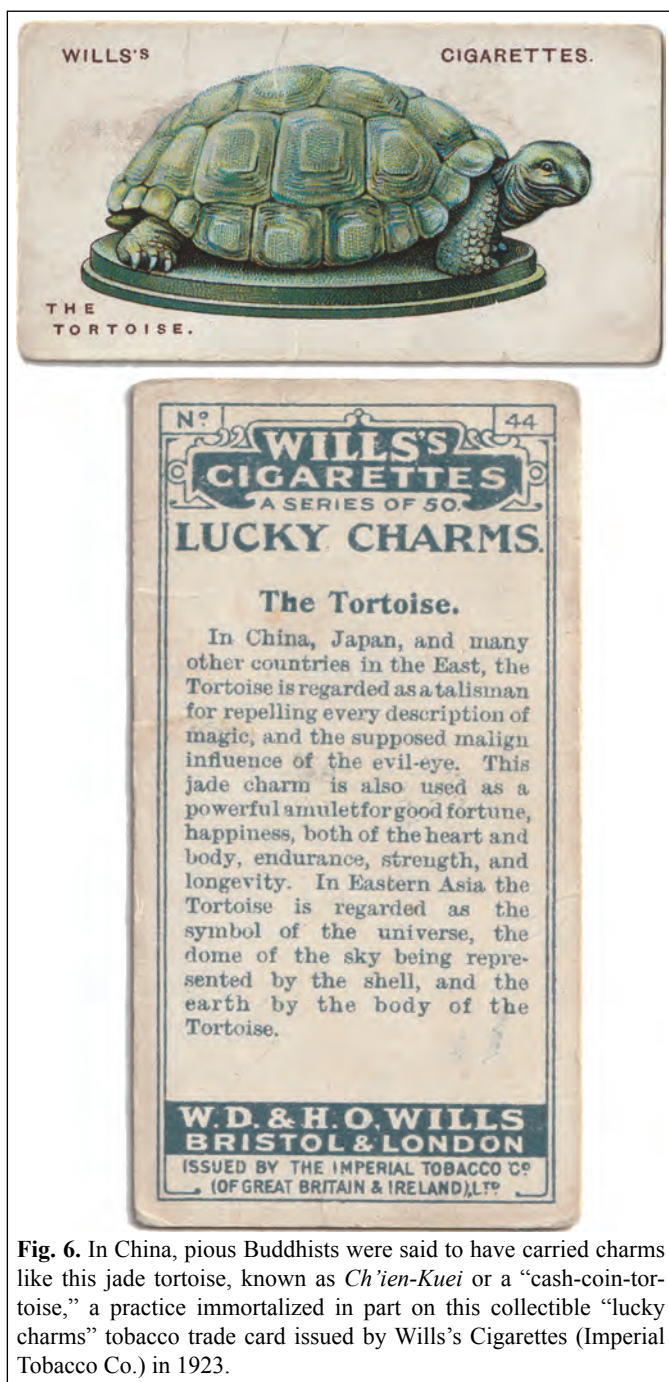 WILL'S'S CIGARETTES.
THE
TORTOISE.
Nº 44
WILLS'S
CIGARETTES
A SERIES OF 50.
LUCKY CHARMS.
The Tortoise.
In China, Japan, and many
other countries in the East, the
Tortoise is regarded as a talisman
for repelling every description of
magic, and the supposed malign
influence of the evil-eye. This
jade charm is also used as a
powerful amulet for good fortune,
happiness, both of the heart and
body, endurance, strength, and
longevity. In Eastern Asia the
Tortoise is regarded as the
symbol of the universe, the
dome of the sky being repre-
sented by the shell, and the
earth by the body of the
Tortoise.
W.D. & H.O. WILLS
BRISTOL & LONDON
ISSUED BY THE IMPERIAL TOBACCO Cº
(OF GREAT BRITAIN & IRELAND), LTD
Fig. 6. In China, pious Buddhists were said to have carried charms
like this jade tortoise, known as Ch'ien-Kuei or a “cash-coin-tor-
toise,” a practice immortalized in part on this collectible “lucky
charms” tobacco trade card issued by Wills's Cigarettes (Imperial
Tobacco Co.) in 1923.